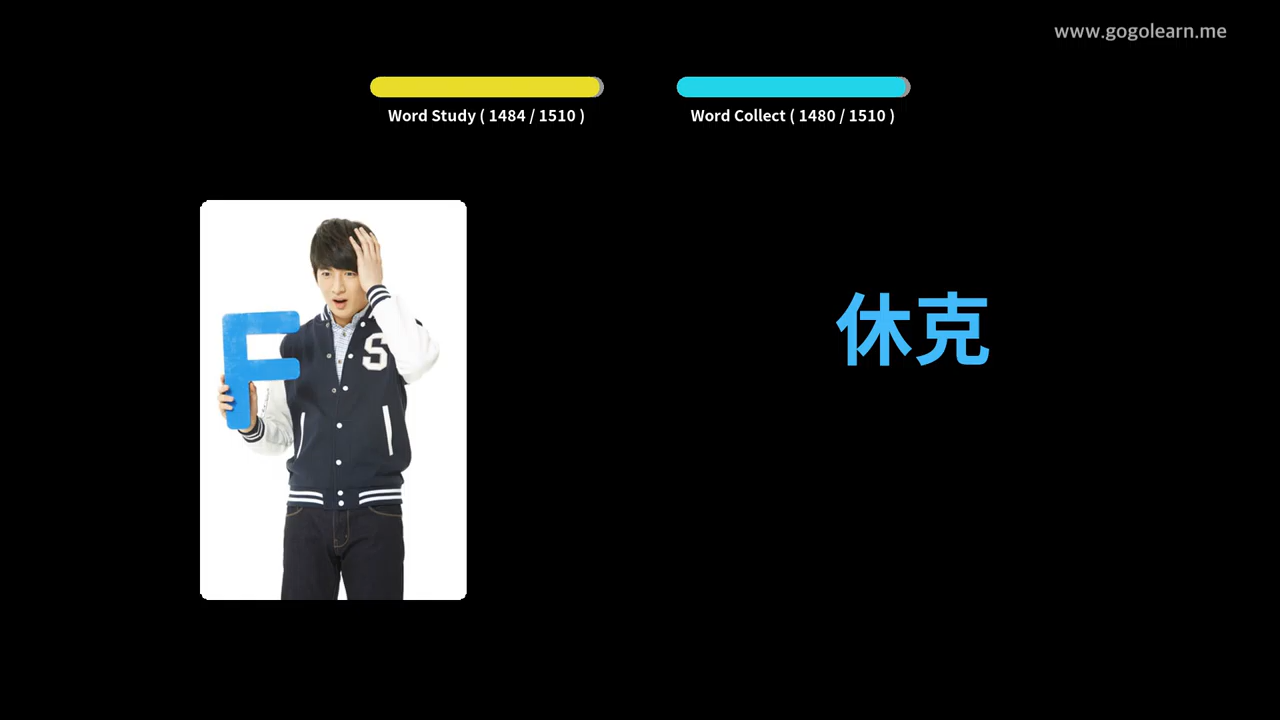 www.gogolearn.me
Word Study ( 1484 / 1510 )
Word Collect ( 1480 / 1510 )
F
S
休克